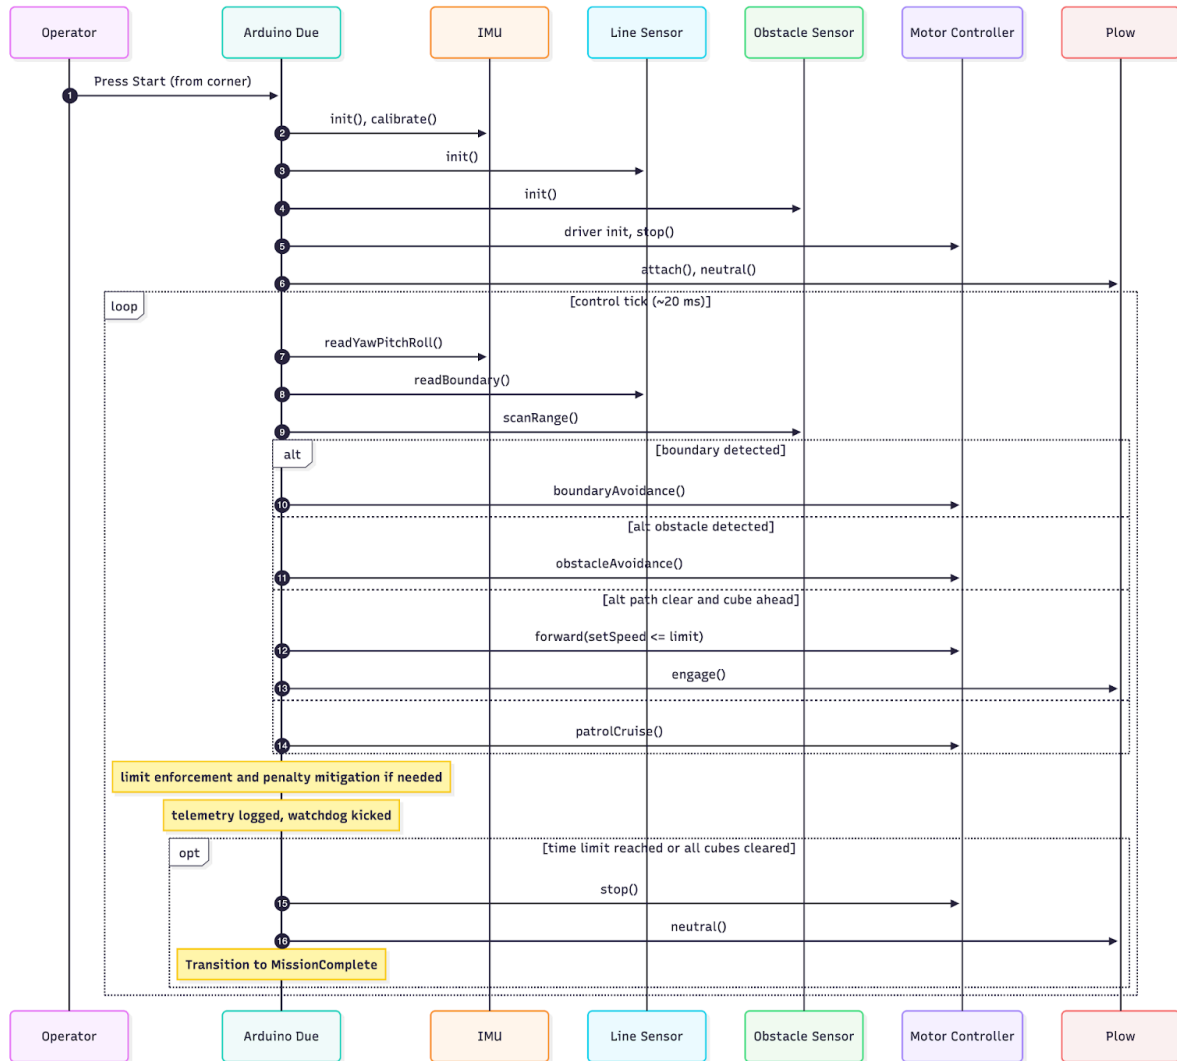 Operator
Arduino Due
IMU
Line Sensor
Obstacle Sensor
Motor Controller
Plow
Press Start (from corner)
1
init(), calibrate()
2
init()
3
init()
4
driver init, stop()
5
attach(), neutral()
6
loop
[control tick (~20 ms)]
readYawPitchRoll()
7
readBoundary()
8
scanRange()
9
alt
[boundary detected]
boundaryAvoidance()
10
[alt obstacle detected]
obstacleAvoidance()
11
[alt path clear and cube ahead]
forward(setSpeed <= limit)
12
engage()
13
patrolCruise()
14
limit enforcement and penalty mitigation if needed
telemetry logged, watchdog kicked
opt
[time limit reached or all cubes cleared]
stop()
15
neutral()
16
Transition to MissionComplete
Operator
Arduino Due
IMU
Line Sensor
Obstacle Sensor
Motor Controller
Plow